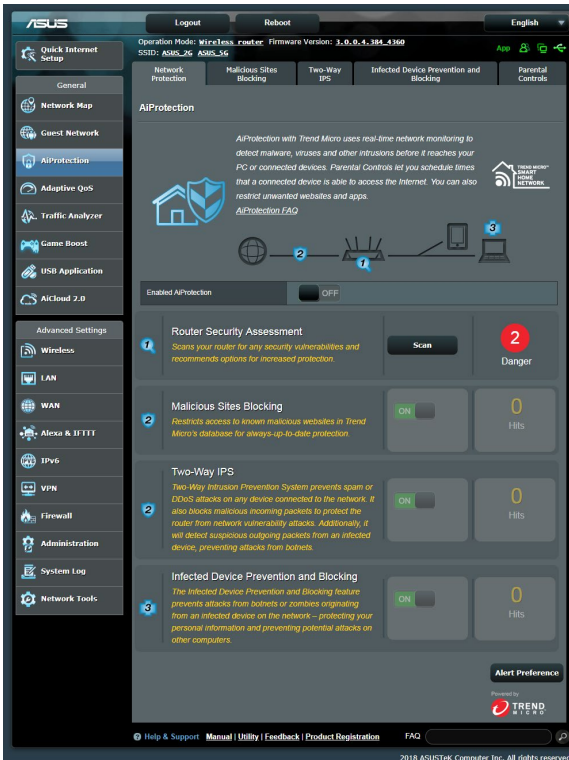 ASUS
Logout
Reboot
English
Quick Internet
Setup
Operation Mode: Wireless router Firmware Version: 3.0.0.4.384_4360
SSID: ASUS_2G ASUS_5G
App
General
Network Map
Guest Network
AiProtection
Adaptive QoS
Traffic Analyzer
Game Boost
USB Application
AiCloud 2.0
Advanced Settings
Wireless
LAN
WAN
Alexa & IFTTT
IPv6
VPN
Firewall
Administration
System Log
Network Tools
Network
Protection
Malicious Sites
Blocking
Two-Way
IPS
Infected Device Prevention and
Blocking
Parental
Controls
AiProtection
AiProtection with Trend Micro uses real-time network monitoring to
detect malware, viruses and other intrusions before it reaches your
PC or connected devices. Parental Controls let you schedule times
that a connected device is able to access the Internet. You can also
restrict unwanted websites and apps.
AiProtection FAQ
TREND MICRO™
SMART
HOME
NETWORK
3
2
1
Enabled AiProtection
OFF
1
Router Security Assessment
Scans your router for any security vulnerabilities and
recommends options for increased protection.
Scan
2
Danger
2
Malicious Sites Blocking
Restricts access to known malicious websites in Trend
Micro's database for always-up-to-date protection.
ON
0
Hits
2
Two-Way IPS
Two-Way Intrusion Prevention System prevents spam or
DDoS attacks on any device connected to the network. It
also blocks malicious incoming packets to protect the
router from network vulnerability attacks. Additionally, it
will detect suspicious outgoing packets from an infected
device, preventing attacks from botnets.
ON
0
Hits
3
Infected Device Prevention and Blocking
The Infected Device Prevention and Blocking feature
prevents attacks from botnets or zombies originating
from an infected device on the network – protecting your
personal information and preventing potential attacks on
other computers.
ON
0
Hits
Alert Preference
Powered by
TREND
MICRO
Help & Support Manual | Utility | Feedback | Product Registration FAQ
2018 ASUSTeK Computer Inc. All rights reserved